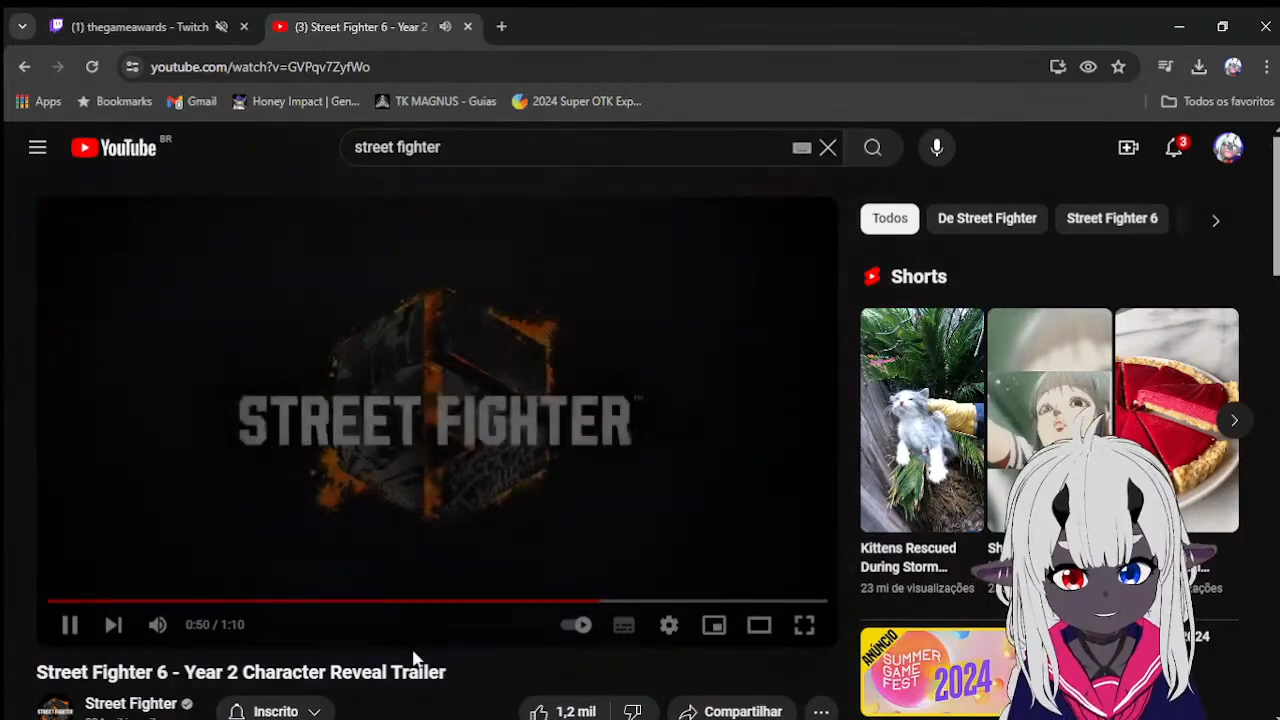 (1) thegameawards - Twitch
(3) Street Fighter 6 - Year 2
youtube.com/watch?v=GVPqv7ZyfWo
Apps
Bookmarks
Gmail
Honey Impact | Gen...
TK MAGNUS - Guias
2024 Super OTK Exp...
Todos os favoritos
YouTube BR
street fighter
3
STREET FIGHTER™
Todos
De Street Fighter
Street Fighter 6
Shorts
Kittens Rescued
During Storm...
23 mi de visualizações
ANÚNCIO
SUMMER
GAME
FEST
2024
0:50 / 1:10
Street Fighter 6 - Year 2 Character Reveal Trailer
Street Fighter
STREET FIGHTER
Inscrito
1,2 mil
Compartilhar